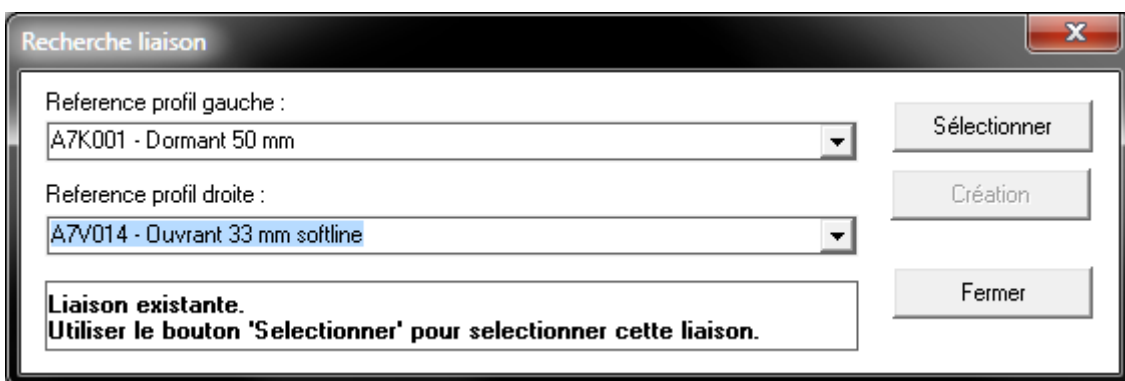 Recherche liaison
Reference profil gauche :
A7K001 - Dormant 50 mm
Sélectionner
Reference profil droite :
Création
A7V014 - Ouvrant 33 mm softline
Liaison existante.
Utiliser le bouton 'Selectionner' pour selectionner cette liaison.
Fermer